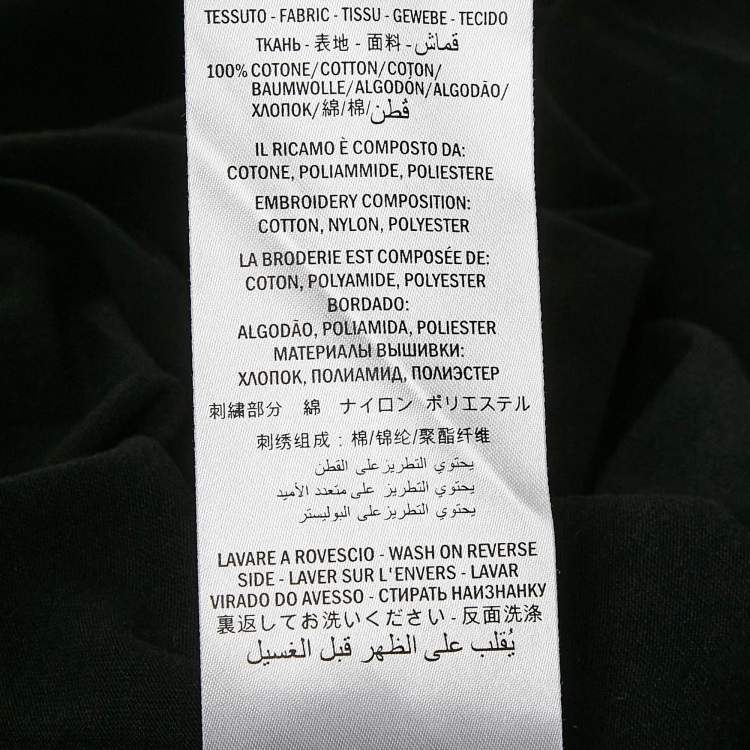 TESSUTO - FABRIC - TISSU - GEWEBE - TECIDO
ТКАНЬ - 表地 - 面料 - قماش
100% COTONE/COTTON/COTON/
BAUMWOLLE/ALGODÓN/ALGODÃO/
ХЛОПОК/綿/棉/قُطن
IL RICAMO È COMPOSTO DA:
COTONE, POLIAMMIDE, POLIESTERE
EMBROIDERY COMPOSITION:
COTTON, NYLON, POLYESTER
LA BRODERIE EST COMPOSÉE DE:
COTON, POLYAMIDE, POLYESTER
BORDADO:
ALGODÃO, POLIAMIDA, POLIESTER
МАТЕРИАЛЫ ВЫШИВКИ:
ХЛОПОК, ПОЛИАМИД, ПОЛИЭСТЕР
刺繍部分 綿 ナイロン ポリエステル
刺绣组成：棉/锦纶/聚酯纤维
يحتوي التطريز على القطن
يحتوي التطريز على متعدد الأميد
يحتوي التطريز على البوليستر
LAVARE A ROVESCIO - WASH ON REVERSE
SIDE - LAVER SUR L'ENVERS - LAVAR
VIRADO DO AVESSO - СТИРАТЬ НАИЗНАНКУ
裏返してお洗いください - 反面洗涤
يُقلب على الظهر قبل الغسيل